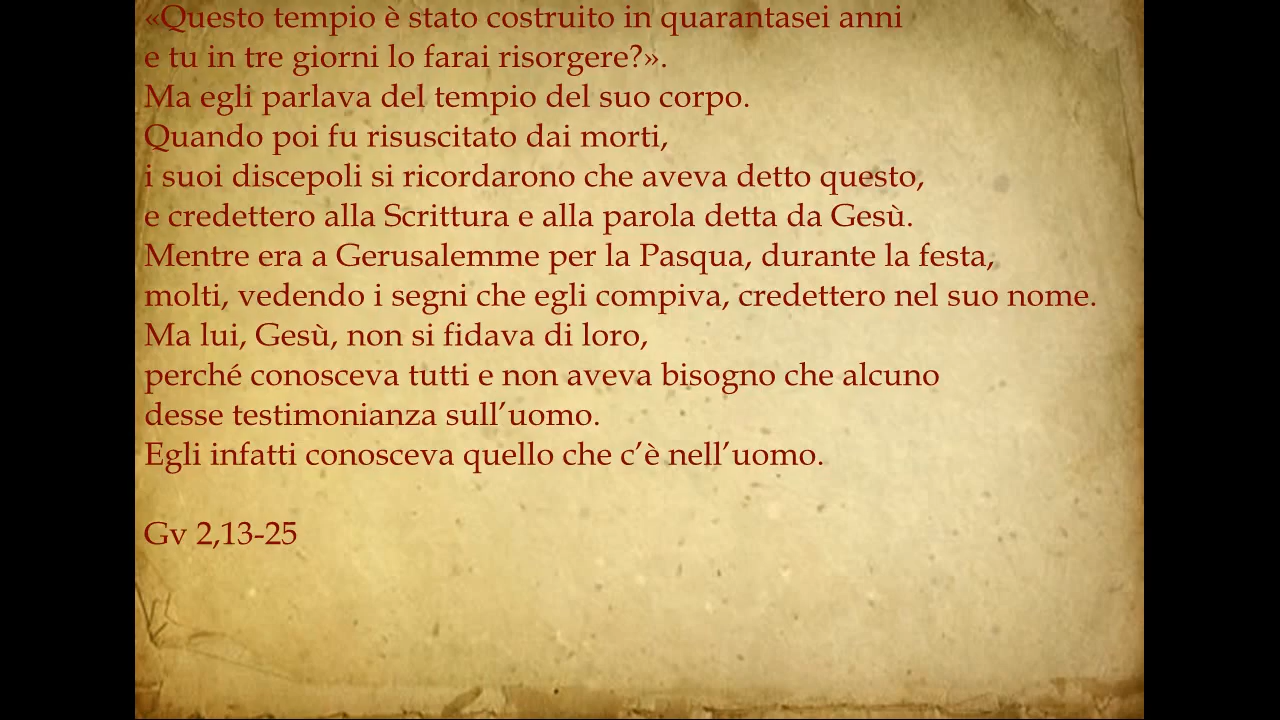 «Questo tempio è stato costruito in quarantasei anni
e tu in tre giorni lo farai risorgere?».
Ma egli parlava del tempio del suo corpo.
Quando poi fu risuscitato dai morti,
i suoi discepoli si ricordarono che aveva detto questo,
e credettero alla Scrittura e alla parola detta da Gesù.
Mentre era a Gerusalemme per la Pasqua, durante la festa,
molti, vedendo i segni che egli compiva, credettero nel suo nome.
Ma lui, Gesù, non si fidava di loro,
perché conosceva tutti e non aveva bisogno che alcuno
desse testimonianza sull’uomo.
Egli infatti conosceva quello che c’è nell’uomo.
Gv 2,13-25